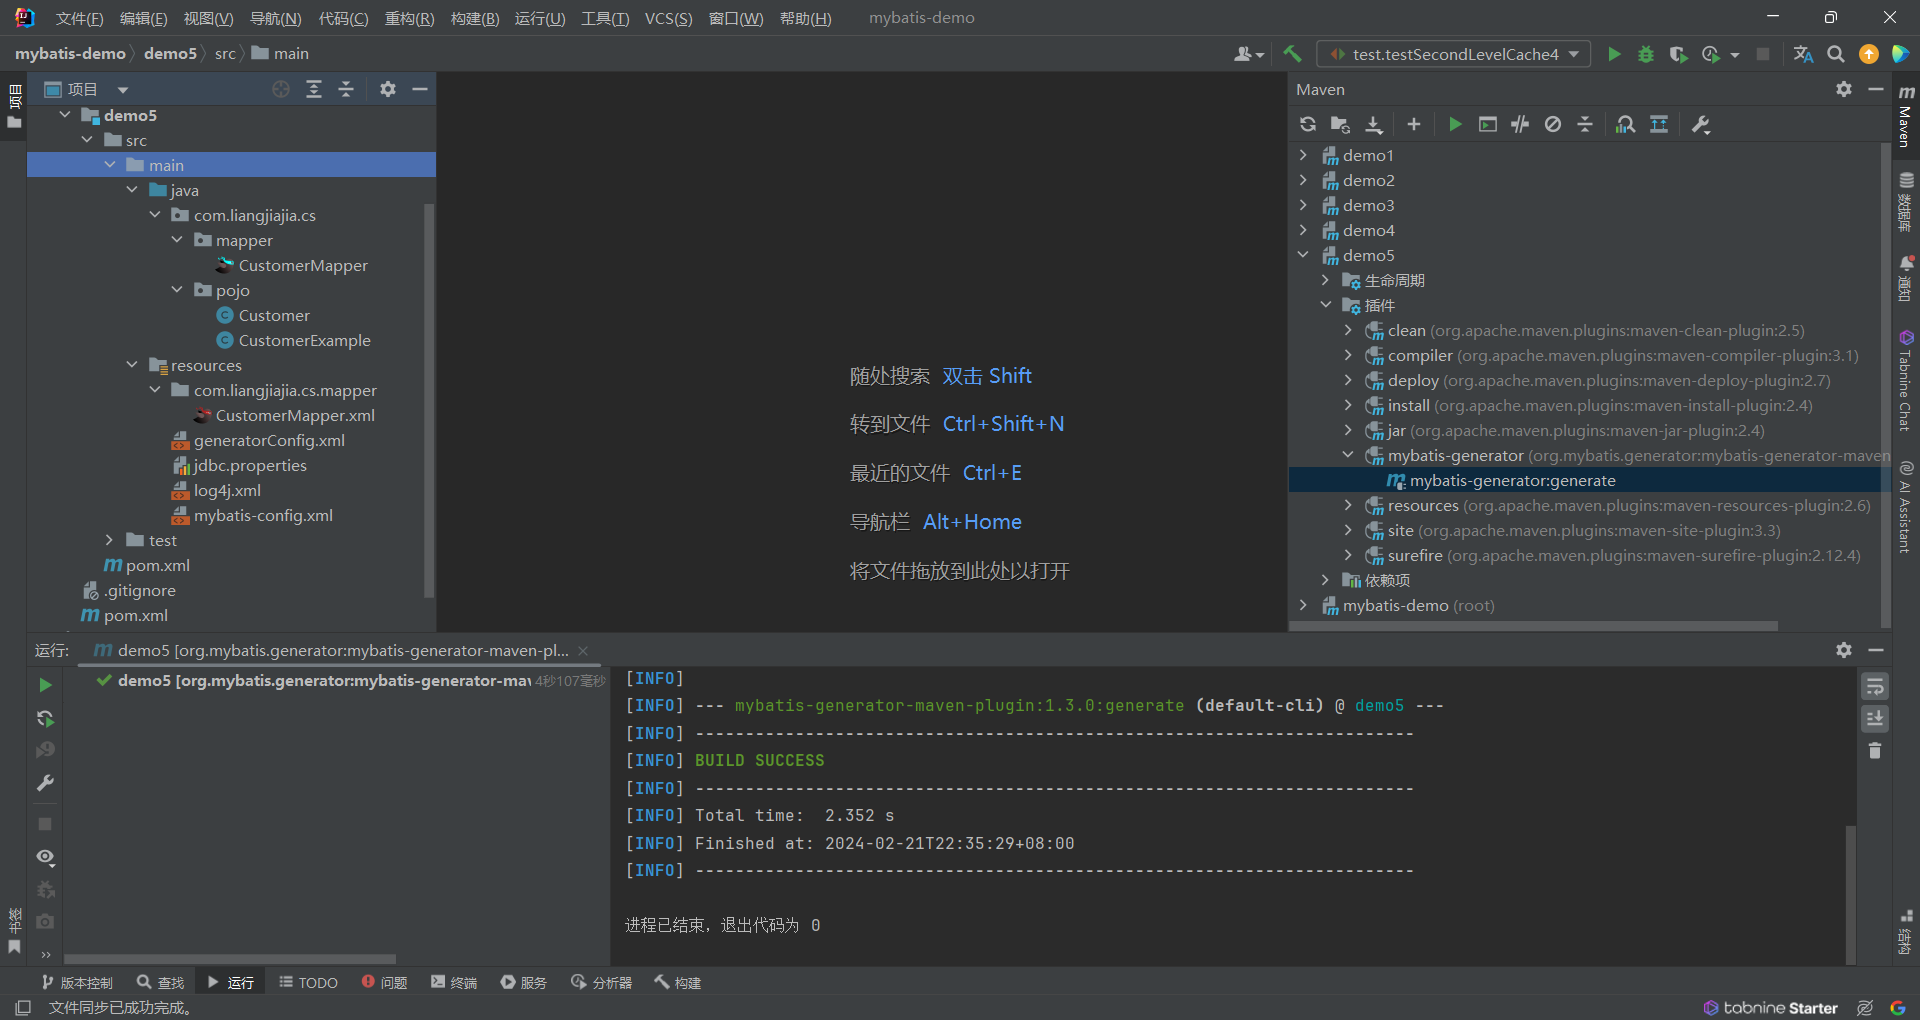 文件(F) 编辑(E) 视图(V) 导航(N) 代码(C) 重构(R) 构建(B) 运行(U) 工具(T) VCS(S) 窗口(W) 帮助(H) mybatis-demo
mybatis-demo demo5 src main
test.testSecondLevelCache4
项目
项目
demo5
src
main
java
com.liangjiajia.cs
mapper
CustomerMapper
pojo
Customer
CustomerExample
resources
com.liangjiajia.cs.mapper
CustomerMapper.xml
generatorConfig.xml
jdbc.properties
log4j.xml
mybatis-config.xml
test
pom.xml
.gitignore
pom.xml
随处搜索 双击 Shift
转到文件 Ctrl+Shift+N
最近的文件 Ctrl+E
导航栏 Alt+Home
将文件拖放到此处以打开
Maven
demo1
demo2
demo3
demo4
demo5
生命周期
插件
clean (org.apache.maven.plugins:maven-clean-plugin:2.5)
compiler (org.apache.maven.plugins:maven-compiler-plugin:3.1)
deploy (org.apache.maven.plugins:maven-deploy-plugin:2.7)
install (org.apache.maven.plugins:maven-install-plugin:2.4)
jar (org.apache.maven.plugins:maven-jar-plugin:2.4)
mybatis-generator (org.mybatis.generator:mybatis-generator-maven
mybatis-generator:generate
resources (org.apache.maven.plugins:maven-resources-plugin:2.6)
site (org.apache.maven.plugins:maven-site-plugin:3.3)
surefire (org.apache.maven.plugins:maven-surefire-plugin:2.12.4)
依赖项
mybatis-demo (root)
Maven
数据库
通知
Tabnine Chat
AI Assistant
结构
运行: demo5 [org.mybatis.generator:mybatis-generator-maven-pl...
demo5 [org.mybatis.generator:mybatis-generator-mav 4秒107毫秒
[INFO]
[INFO] --- mybatis-generator-maven-plugin:1.3.0:generate (default-cli) @ demo5 ---
[INFO] ------------------------------------------------------------------------
[INFO] BUILD SUCCESS
[INFO] ------------------------------------------------------------------------
[INFO] Total time:  2.352 s
[INFO] Finished at: 2024-02-21T22:35:29+08:00
[INFO] ------------------------------------------------------------------------
进程已结束，退出代码为 0
书签
版本控制 查找 运行 TODO 问题 终端 服务 分析器 构建
文件同步已成功完成。
tabnine Starter